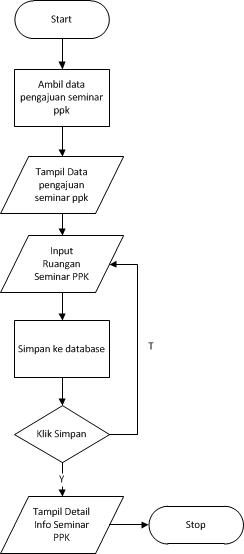 Start
Ambil data
pengajuan seminar
ppk
Tampil Data
pengajuan
seminar ppk
Input
Ruangan
Seminar PPK
Simpan ke database
T
Klik Simpan
Y
Tampil Detail
Info Seminar
PPK
Stop